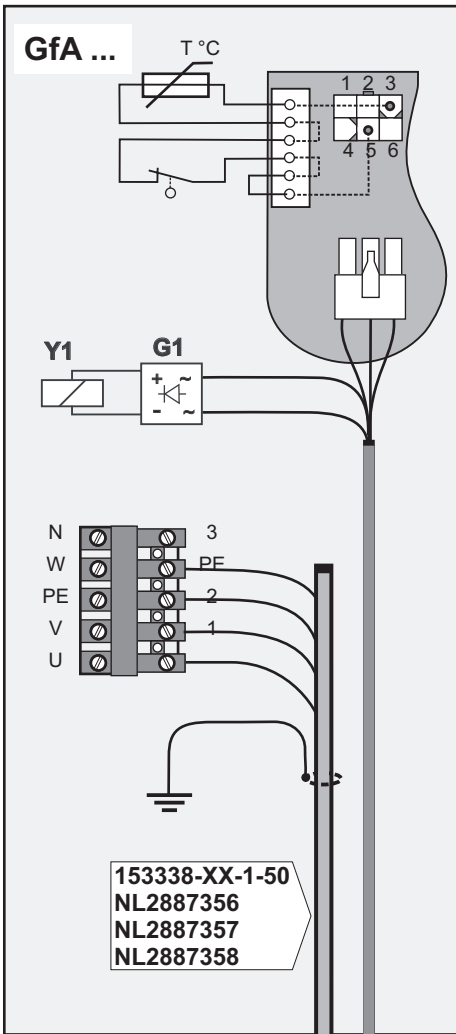 GfA ...
T °C
1 2 3
4 5 6
Y1 G1
+ ~
- ~
N 3
W PE
PE 2
V 1
U
153338-XX-1-50
NL2887356
NL2887357
NL2887358